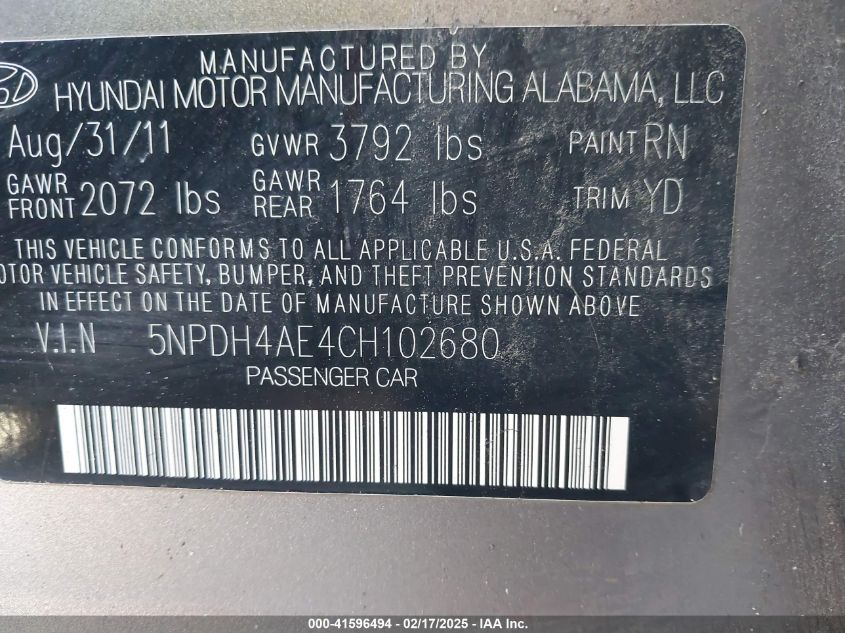 MANUFACTURED BY
HYUNDAI MOTOR MANUFACTURING ALABAMA, LLC
Aug/31/11 GVWR 3792 lbs PAINT RN
GAWR FRONT 2072 lbs GAWR REAR 1764 lbs TRIM YD
THIS VEHICLE CONFORMS TO ALL APPLICABLE U.S.A. FEDERAL
OTOR VEHICLE SAFETY, BUMPER, AND THEFT PREVENTION STANDARDS
IN EFFECT ON THE DATE OF MANUFACTURE SHOWN ABOVE
V.I.N 5NPDH4AE4CH102680
PASSENGER CAR
000-41596494 - 02/17/2025 - IAA Inc.